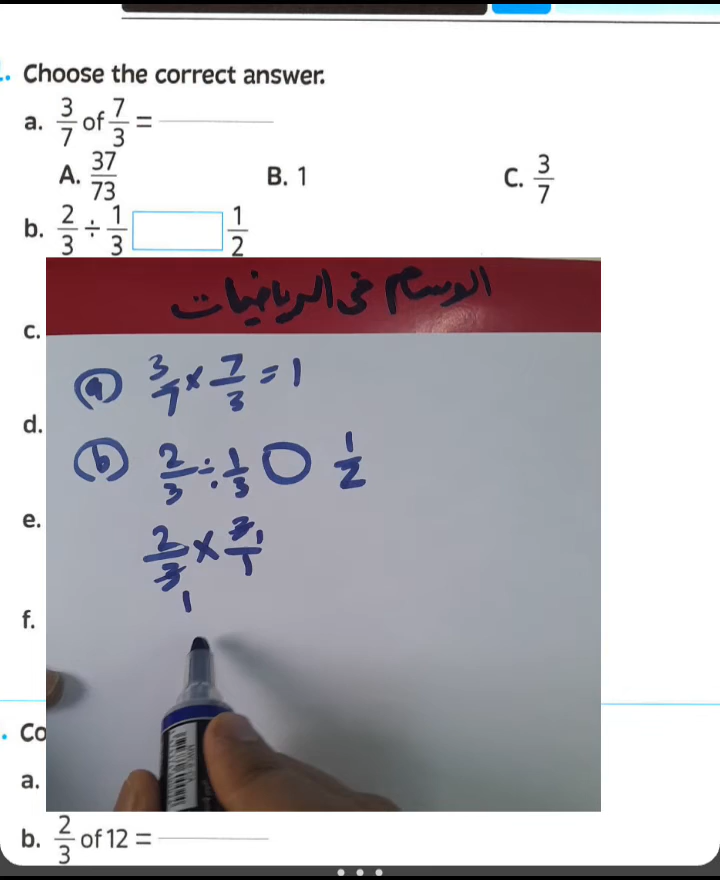 Choose the correct answer.
a. 3/7 of 7/3 =
A. 37/73 B. 1 C. 3/7
b. 2/3 ÷ 1/3 1/2
الوسام في الرياضيات
c.
ⓐ 3/7 × 7/3 = 1
d.
ⓑ 2/3 ÷ 1/3 ○ 1/2
e.
2/3 × 3/1
1 1
f.
Co
a.
b. 2/3 of 12 =